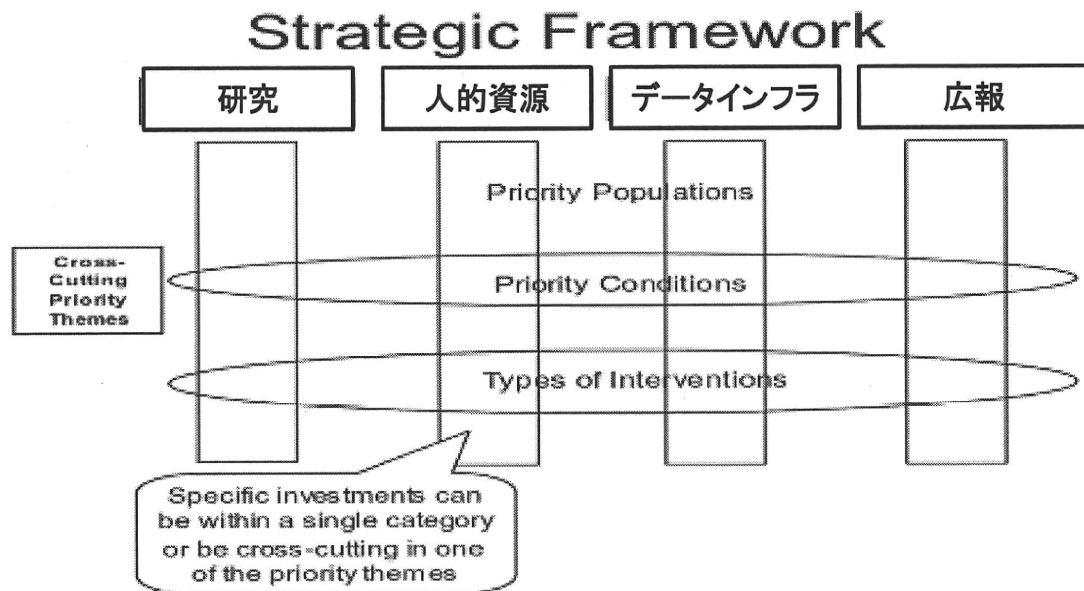 Strategic Framework
研究
人的資源
データインフラ
広報
Priority Populations
Cross-
Cutting
Priority
Themes
Priority Conditions
Types of Interventions
Specific investments can
be within a single category
or be cross-cutting in one
of the priority themes